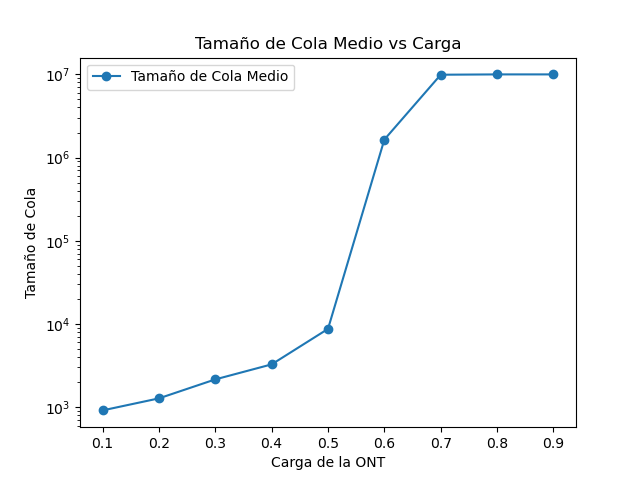 Tamaño de Cola Medio vs Carga
Tamaño de Cola Medio
10⁷
10⁶
10⁵
10⁴
10³
Tamaño de Cola
0.1 0.2 0.3 0.4 0.5 0.6 0.7 0.8 0.9
Carga de la ONT